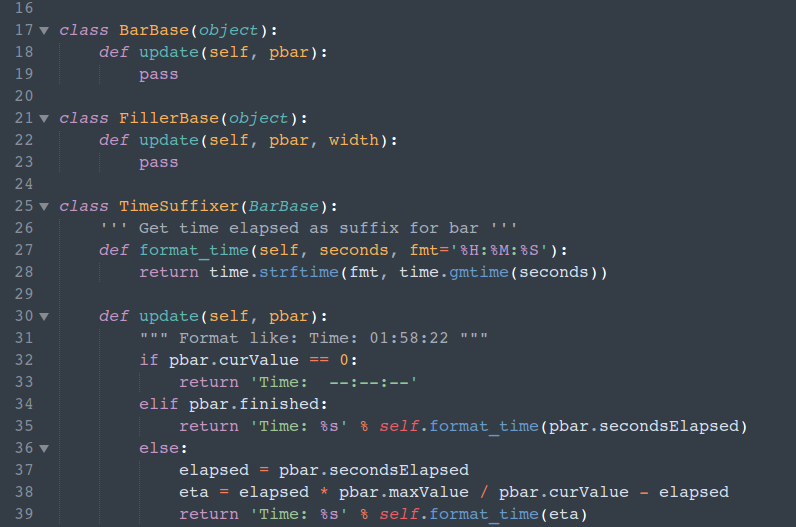 16
17 class BarBase(object):
18     def update(self, pbar):
19         pass
20
21 class FillerBase(object):
22     def update(self, pbar, width):
23         pass
24
25 class TimeSuffixer(BarBase):
26     ''' Get time elapsed as suffix for bar '''
27     def format_time(self, seconds, fmt='%H:%M:%S'):
28         return time.strftime(fmt, time.gmtime(seconds))
29
30     def update(self, pbar):
31         """ Format like: Time: 01:58:22 """
32         if pbar.curValue == 0:
33             return 'Time:  --:--:--'
34         elif pbar.finished:
35             return 'Time: %s' % self.format_time(pbar.secondsElapsed)
36         else:
37             elapsed = pbar.secondsElapsed
38             eta = elapsed * pbar.maxValue / pbar.curValue - elapsed
39             return 'Time: %s' % self.format_time(eta)